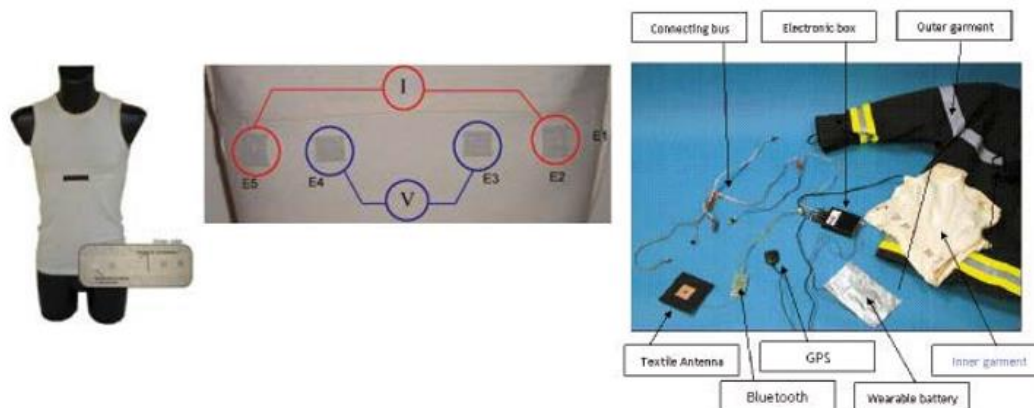 Connecting bus
Electronic box
Outer garment
I
E1
E5
E4
E3
E2
V
Textile Antenna
GPS
Inner garment
Bluetooth
Wearable battery